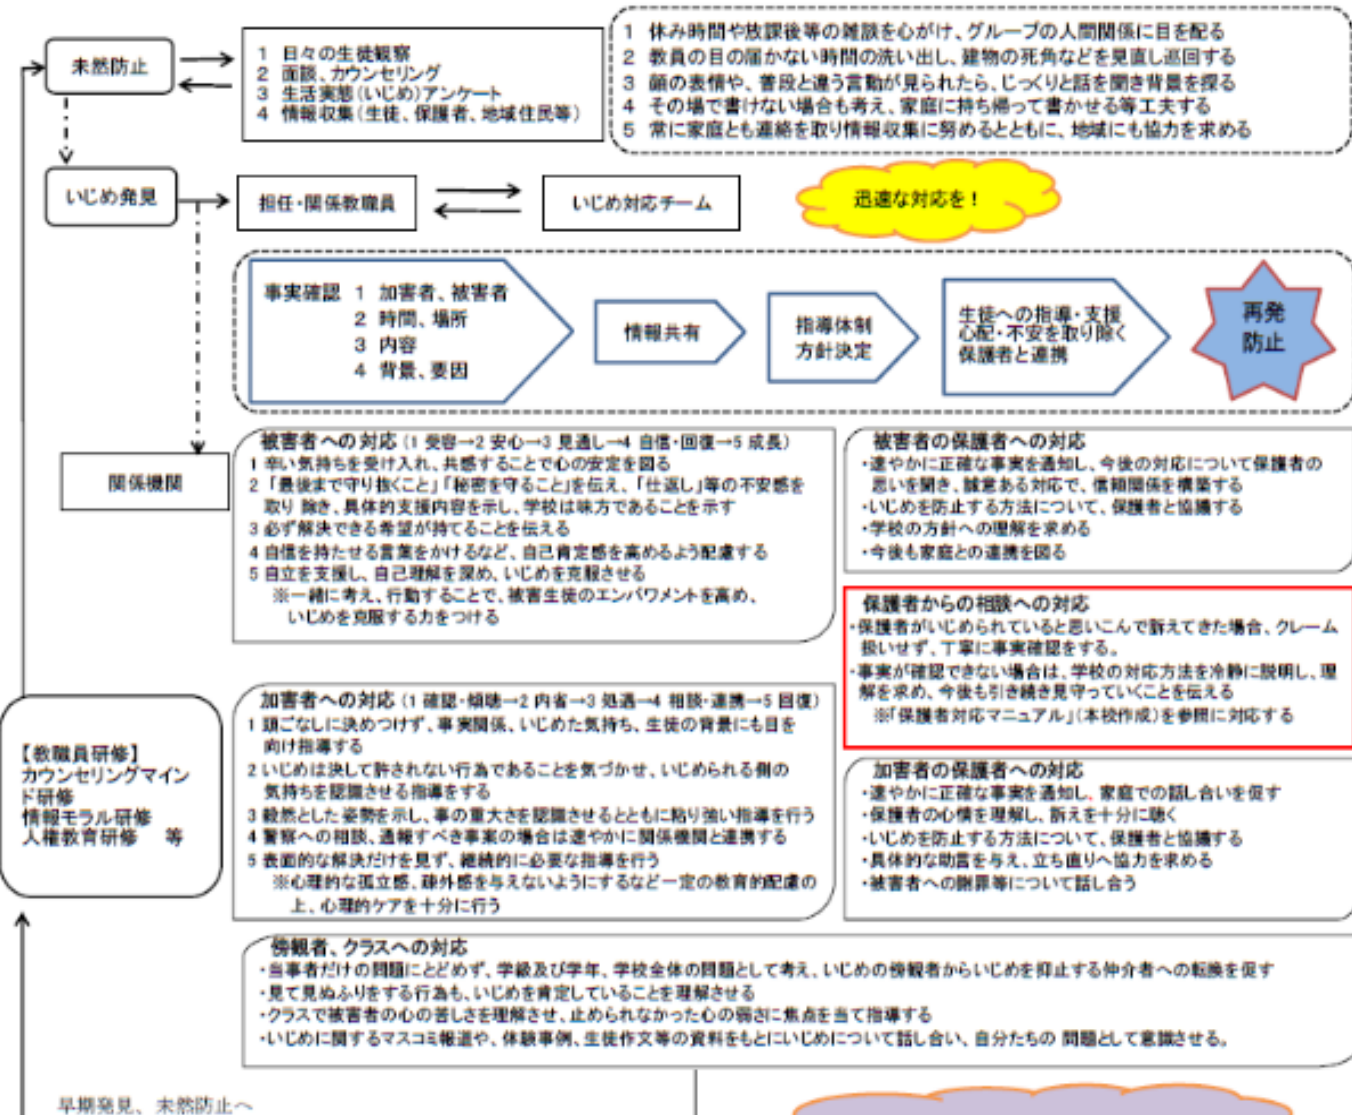 未然防止
1 日々の生徒観察
2 面談、カウンセリング
3 生活実態(いじめ)アンケート
4 情報収集(生徒、保護者、地域住民等)
1 休み時間や放課後等の雑談を心がけ、グループの人間関係に目を配る
2 教員の目の届かない時間の洗い出し、建物の死角などを見直し巡回する
3 顔の表情や、普段と違う言動が見られたら、じっくりと話を聞き背景を探る
4 その場で書けない場合も考え、家庭に持ち帰って書かせる等工夫する
5 常に家庭とも連絡を取り情報収集に努めるとともに、地域にも協力を求める
いじめ発見
担任・関係教職員
いじめ対応チーム
迅速な対応を!
事実確認 1 加害者、被害者
2 時間、場所
3 内容
4 背景、要因
情報共有
指導体制
方針決定
生徒への指導・支援
心配・不安を取り除く
保護者と連携
再発
防止
関係機関
被害者への対応(1 受容→2 安心→3 見通し→4 自信・回復→5 成長)
1 辛い気持ちを受け入れ、共感することで心の安定を図る
2 「最後まで守り抜くこと」「秘密を守ること」を伝え、「仕返し」等の不安感を
取り 除き、具体的支援内容を示し、学校は味方であることを示す
3 必ず解決できる希望が持てることを伝える
4 自信を持たせる言葉をかけるなど、自己肯定感を高めるよう配慮する
5 自立を支援し、自己理解を深め、いじめを克服させる
※一緒に考え、行動することで、被害生徒のエンパワメントを高め、
いじめを克服する力をつける
被害者の保護者への対応
・速やかに正確な事実を通知し、今後の対応について保護者の
思いを聞き、誠意ある対応で、信頼関係を構築する
・いじめを防止する方法について、保護者と協議する
・学校の方針への理解を求める
・今後も家庭との連携を図る
保護者からの相談への対応
・保護者がいじめられていると思いこんで訴えてきた場合、クレーム
扱いせず、丁寧に事実確認をする。
・事実が確認できない場合は、学校の対応方法を冷静に説明し、理
解を求め、今後も引き続き見守っていくことを伝える
※「保護者対応マニュアル」(本校作成)を参照に対応する
【教職員研修】
カウンセリングマイン
ド研修
情報モラル研修
人権教育研修 等
加害者への対応(1 確認・傾聴→2 内省→3 処遇→4 相談・連携→5 回復)
1 頭ごなしに決めつけず、事実関係、いじめた気持ち、生徒の背景にも目を
向け指導する
2 いじめは決して許されない行為であることを気づかせ、いじめられる側の
気持ちを認識させる指導をする
3 毅然とした姿勢を示し、事の重大さを認識させるとともに粘り強い指導を行う
4 警察への相談、通報すべき事案の場合は速やかに関係機関と連携する
5 表面的な解決だけを見ず、継続的に必要な指導を行う
※心理的な孤立感、疎外感を与えないようにするなど一定の教育的配慮の
上、心理的ケアを十分に行う
加害者の保護者への対応
・速やかに正確な事実を通知し、家庭での話し合いを促す
・保護者の心情を理解し、訴えを十分に聴く
・いじめを防止する方法について、保護者と協議する
・具体的な助言を与え、立ち直りへ協力を求める
・被害者への謝罪等について話し合う
傍観者、クラスへの対応
・当事者だけの問題にとどめず、学級及び学年、学校全体の問題として考え、いじめの傍観者からいじめを抑止する仲介者への転換を促す
・見て見ぬふりをする行為も、いじめを肯定していることを理解させる
・クラスで被害者の心の苦しさを理解させ、止められなかった心の弱さに焦点を当て指導する
・いじめに関するマスコミ報道や、体験事例、生徒作文等の資料をもとにいじめについて話し合い、自分たちの 問題として意識させる。
早期発見、未然防止へ